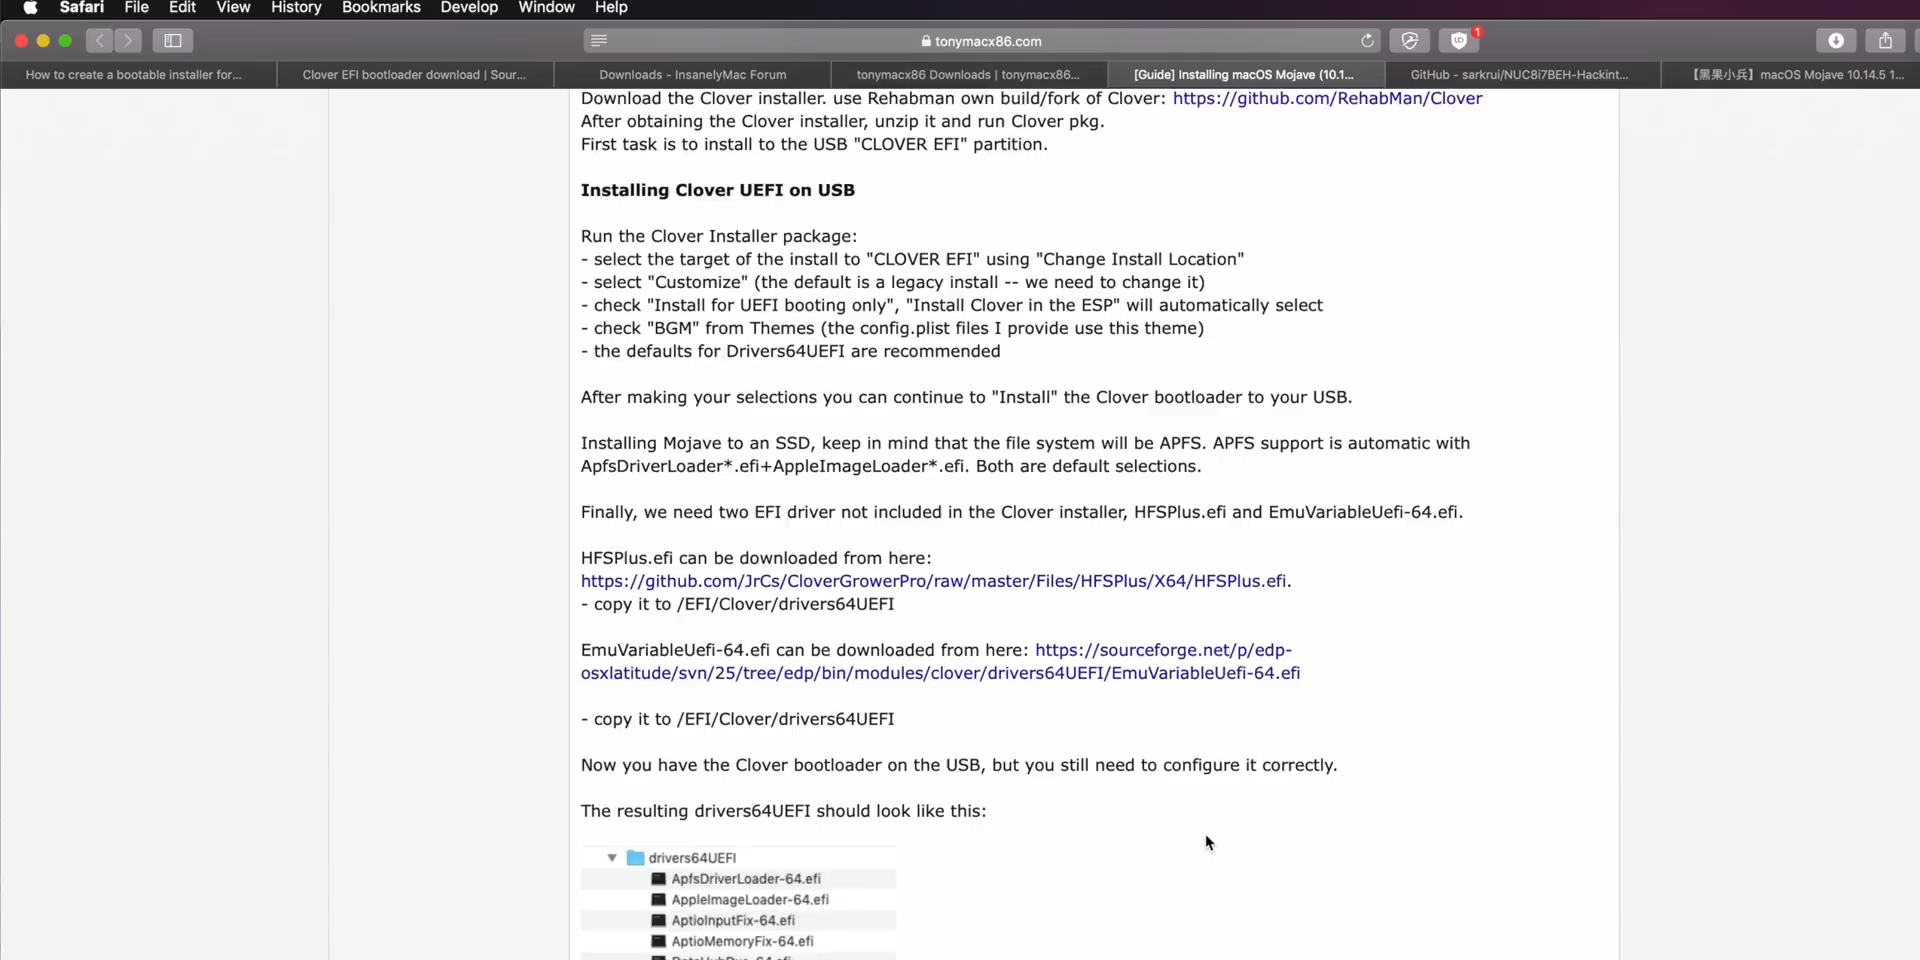 Safari File Edit View History Bookmarks Develop Window Help
tonymacx86.com
1
How to create a bootable installer for...
Clover EFI bootloader download | Sour...
Downloads - InsanelyMac Forum
tonymacx86 Downloads | tonymacx86...
[Guide] Installing macOS Mojave (10.1...
GitHub - sarkrui/NUC8i7BEH-Hackint...
【黑果小兵】macOS Mojave 10.14.5 1...
Download the Clover installer. use Rehabman own build/fork of Clover: https://github.com/RehabMan/Clover
After obtaining the Clover installer, unzip it and run Clover pkg.
First task is to install to the USB "CLOVER EFI" partition.
Installing Clover UEFI on USB
Run the Clover Installer package:
- select the target of the install to "CLOVER EFI" using "Change Install Location"
- select "Customize" (the default is a legacy install -- we need to change it)
- check "Install for UEFI booting only", "Install Clover in the ESP" will automatically select
- check "BGM" from Themes (the config.plist files I provide use this theme)
- the defaults for Drivers64UEFI are recommended
After making your selections you can continue to "Install" the Clover bootloader to your USB.
Installing Mojave to an SSD, keep in mind that the file system will be APFS. APFS support is automatic with
ApfsDriverLoader*.efi+AppleImageLoader*.efi. Both are default selections.
Finally, we need two EFI driver not included in the Clover installer, HFSPlus.efi and EmuVariableUefi-64.efi.
HFSPlus.efi can be downloaded from here:
https://github.com/JrCs/CloverGrowerPro/raw/master/Files/HFSPlus/X64/HFSPlus.efi.
- copy it to /EFI/Clover/drivers64UEFI
EmuVariableUefi-64.efi can be downloaded from here: https://sourceforge.net/p/edp-
osxlatitude/svn/25/tree/edp/bin/modules/clover/drivers64UEFI/EmuVariableUefi-64.efi
- copy it to /EFI/Clover/drivers64UEFI
Now you have the Clover bootloader on the USB, but you still need to configure it correctly.
The resulting drivers64UEFI should look like this:
drivers64UEFI
ApfsDriverLoader-64.efi
AppleImageLoader-64.efi
AptioInputFix-64.efi
AptioMemoryFix-64.efi